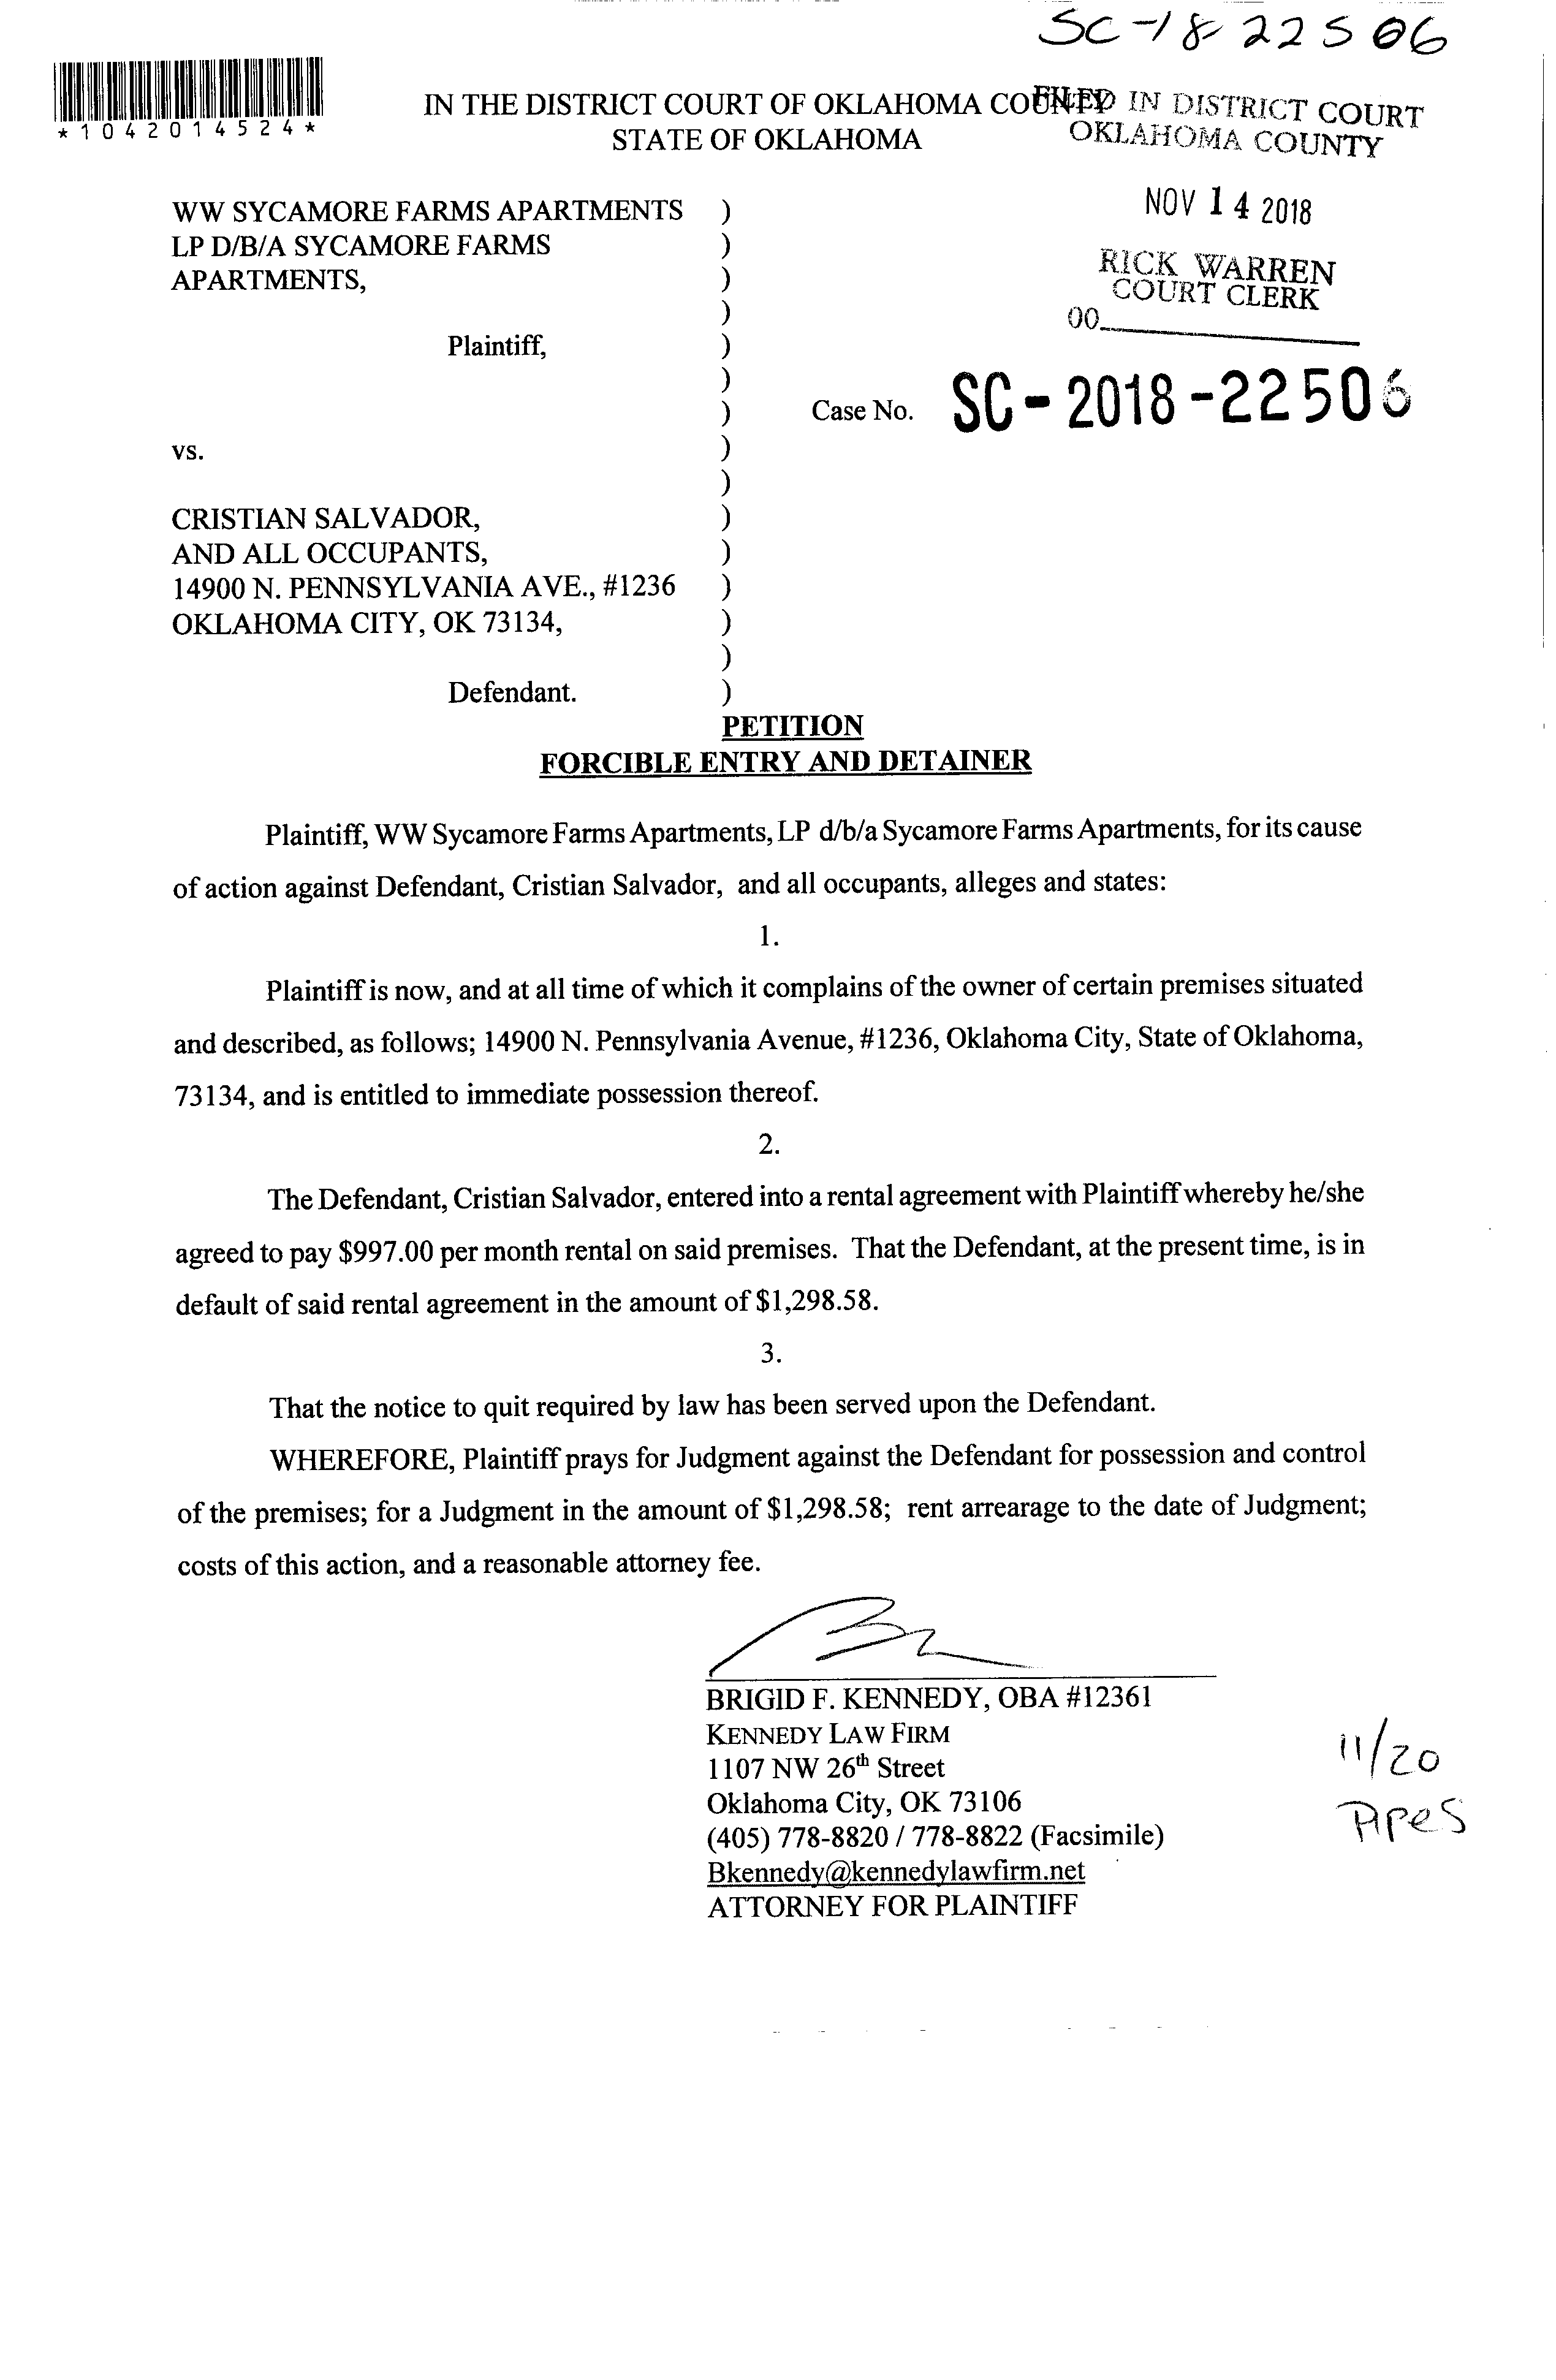 SC-18 22506
*1042014524*
IN THE DISTRICT COURT OF OKLAHOMA COUNTY
STATE OF OKLAHOMA
FILED IN DISTRICT COURT
OKLAHOMA COUNTY
NOV 14 2018
RICK WARREN
COURT CLERK
00
WW SYCAMORE FARMS APARTMENTS )
LP D/B/A SYCAMORE FARMS )
APARTMENTS, )
)
Plaintiff, )
)
) Case No. SC-2018-22506
vs. )
)
CRISTIAN SALVADOR, )
AND ALL OCCUPANTS, )
14900 N. PENNSYLVANIA AVE., #1236 )
OKLAHOMA CITY, OK 73134, )
)
Defendant. )
PETITION
FORCIBLE ENTRY AND DETAINER
Plaintiff, WW Sycamore Farms Apartments, LP d/b/a Sycamore Farms Apartments, for its cause
of action against Defendant, Cristian Salvador, and all occupants, alleges and states:
1.
Plaintiff is now, and at all time of which it complains of the owner of certain premises situated
and described, as follows; 14900 N. Pennsylvania Avenue, #1236, Oklahoma City, State of Oklahoma,
73134, and is entitled to immediate possession thereof.
2.
The Defendant, Cristian Salvador, entered into a rental agreement with Plaintiff whereby he/she
agreed to pay $997.00 per month rental on said premises. That the Defendant, at the present time, is in
default of said rental agreement in the amount of $1,298.58.
3.
That the notice to quit required by law has been served upon the Defendant.
WHEREFORE, Plaintiff prays for Judgment against the Defendant for possession and control
of the premises; for a Judgment in the amount of $1,298.58; rent arrearage to the date of Judgment;
costs of this action, and a reasonable attorney fee.
BRIGID F. KENNEDY, OBA #12361
KENNEDY LAW FIRM
1107 NW 26th Street
Oklahoma City, OK 73106
(405) 778-8820 / 778-8822 (Facsimile)
Bkennedy@kennedylawfirm.net
ATTORNEY FOR PLAINTIFF
11/20
Pipes